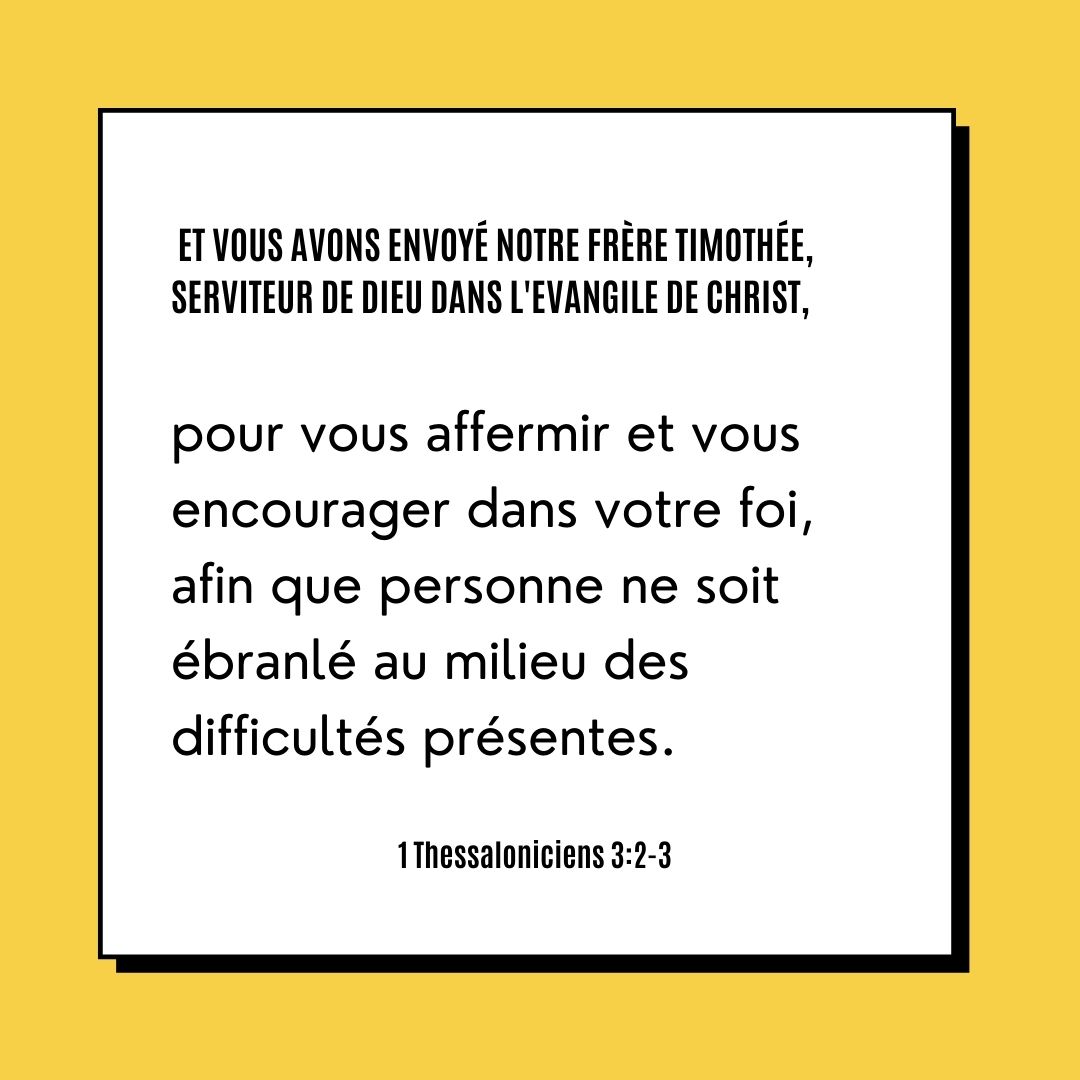 ET VOUS AVONS ENVOYÉ NOTRE FRÈRE TIMOTHÉE,
SERVITEUR DE DIEU DANS L'EVANGILE DE CHRIST,
pour vous affermir et vous
encourager dans votre foi,
afin que personne ne soit
ébranlé au milieu des
difficultés présentes.
1 Thessaloniciens 3:2-3